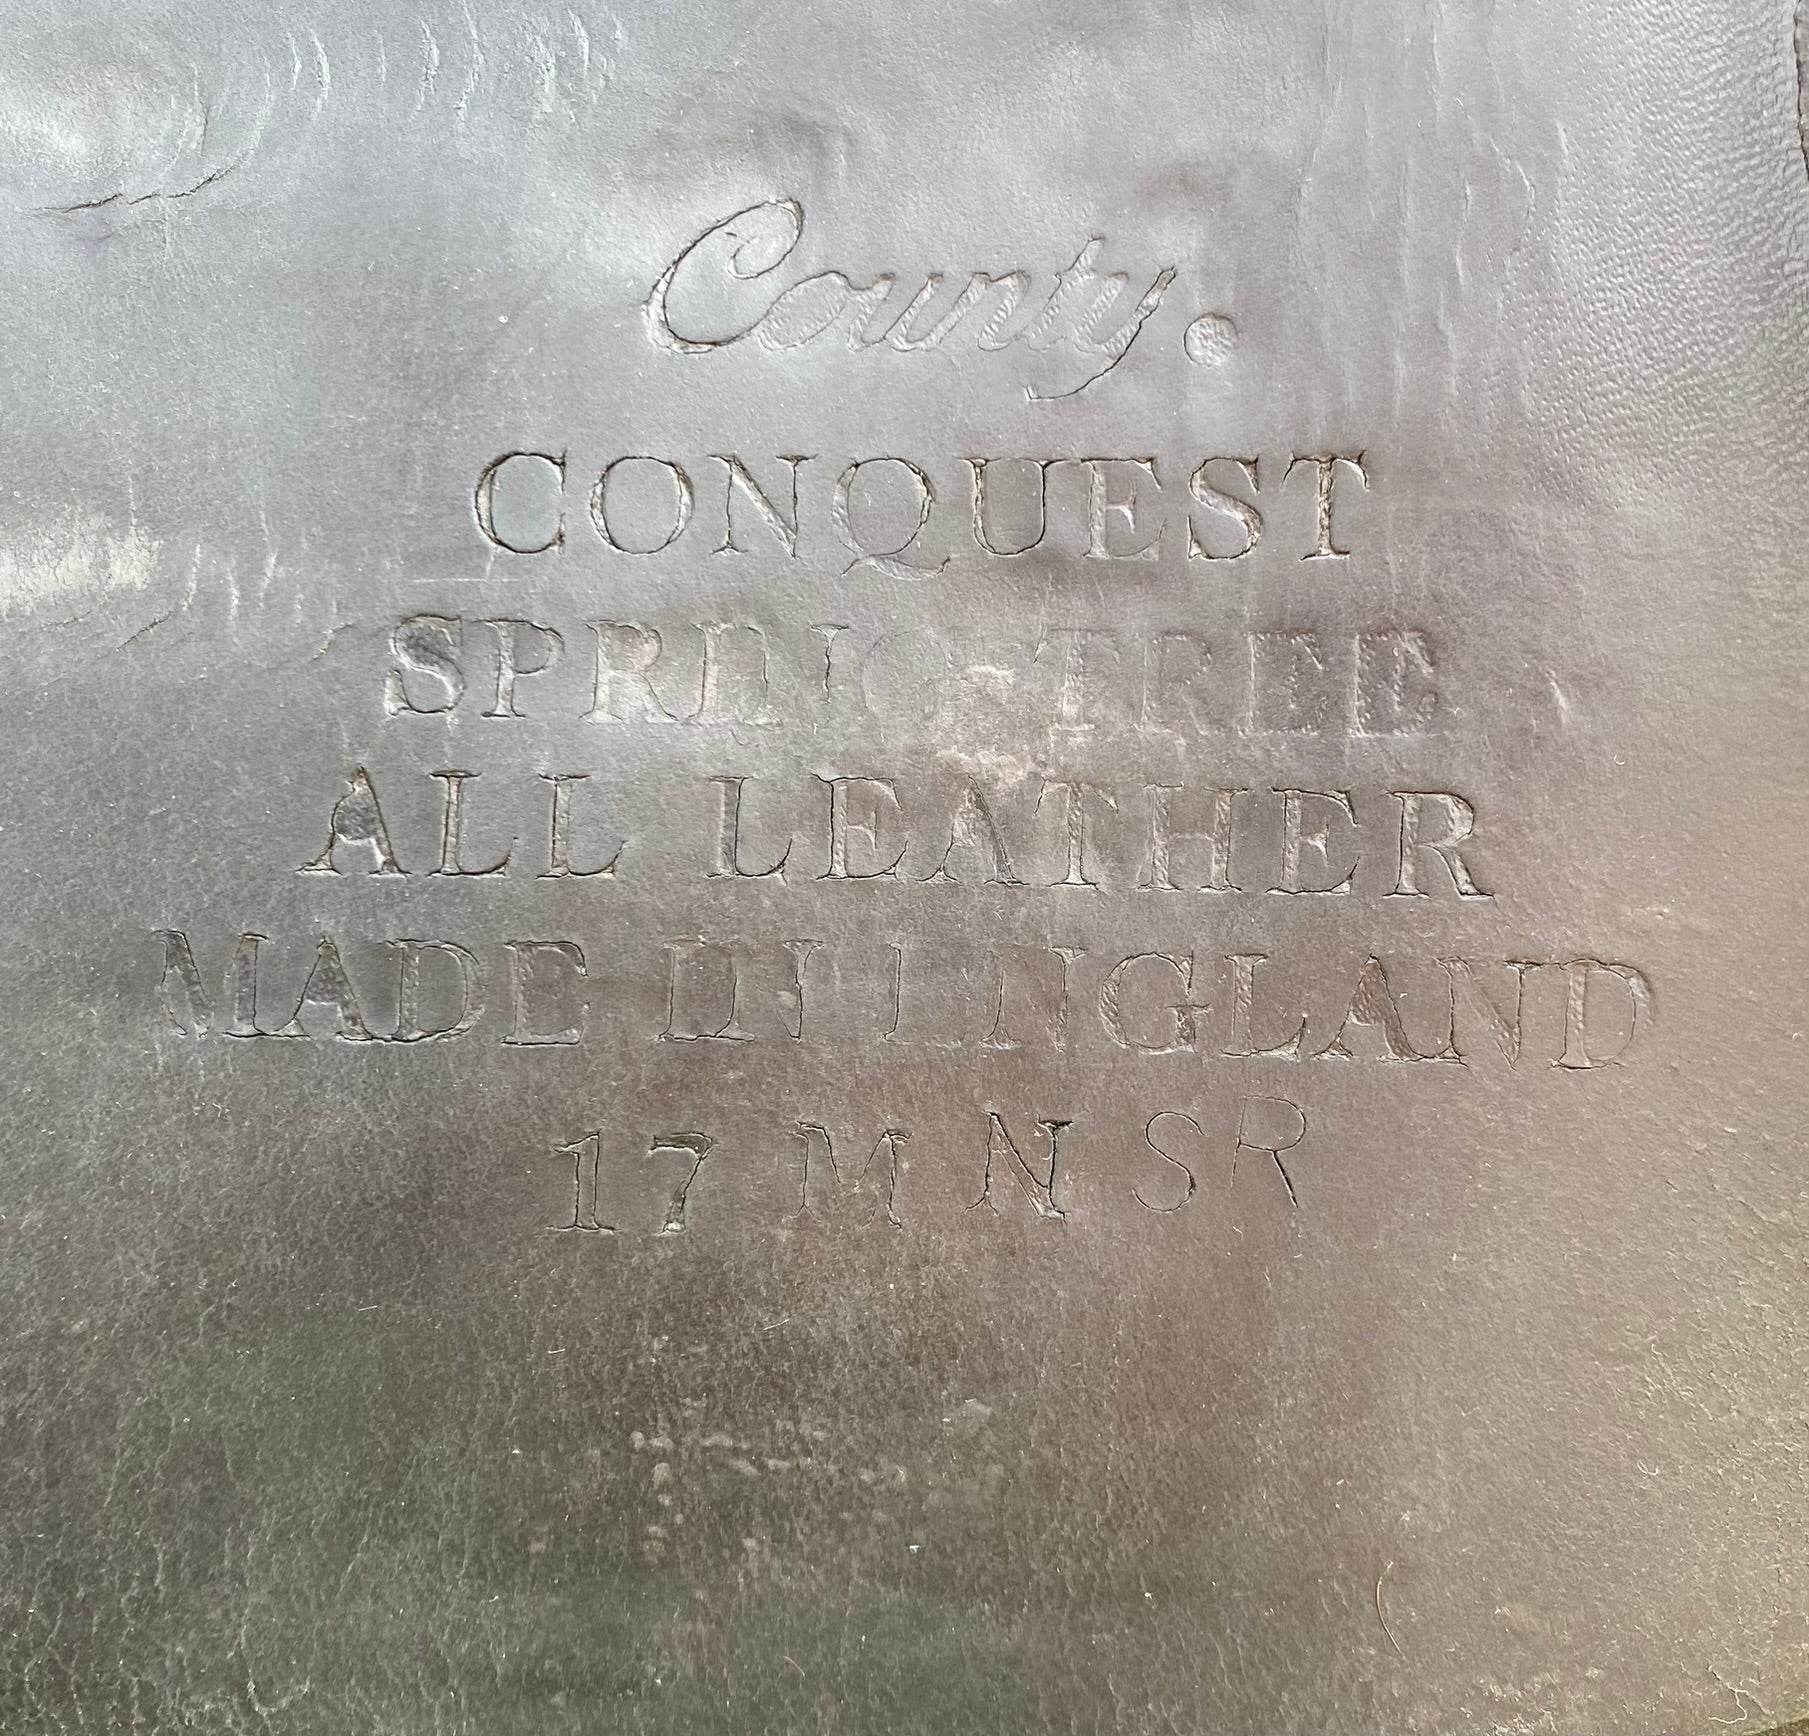 County.
CONQUEST
SPRING TREE
ALL LEATHER
MADE IN ENGLAND
17 M N SR